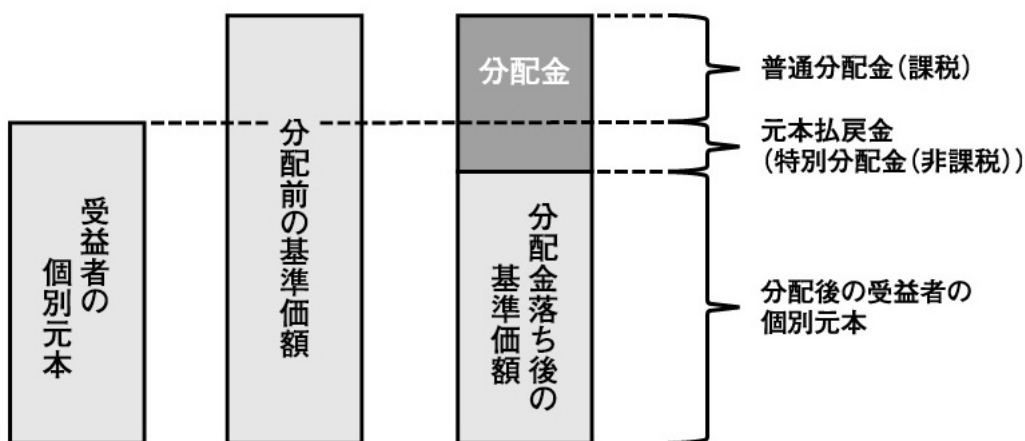 受益者の
個別元本
分配前の基準価額
分配金
分配金落ち後の
基準価額
普通分配金(課税)
元本払戻金
(特別分配金(非課税))
分配後の受益者の
個別元本